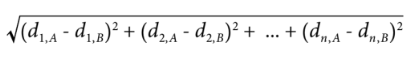 √(d₁,A - d₁,B)² + (d₂,A - d₂,B)² + ... + (dₙ,A - dₙ,B)²